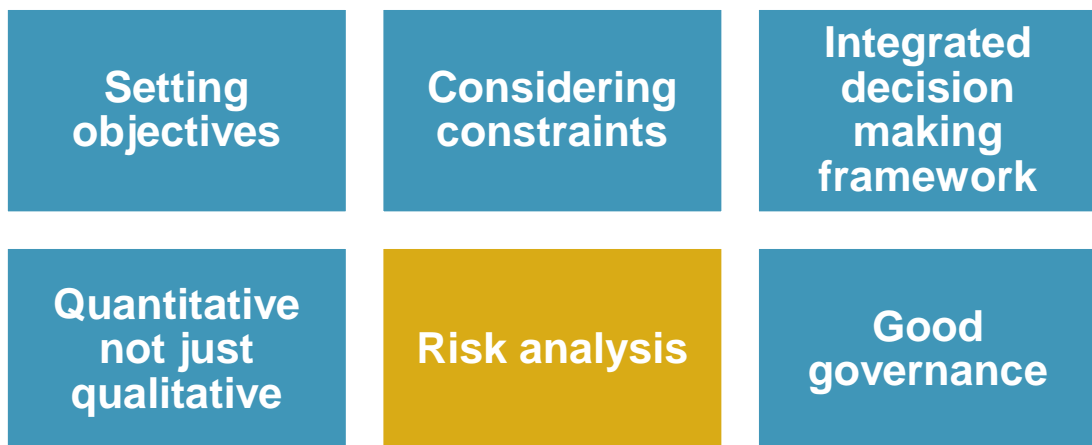 Setting
objectives
Considering
constraints
Integrated
decision
making
framework
Quantitative
not just
qualitative
Risk analysis
Good
governance